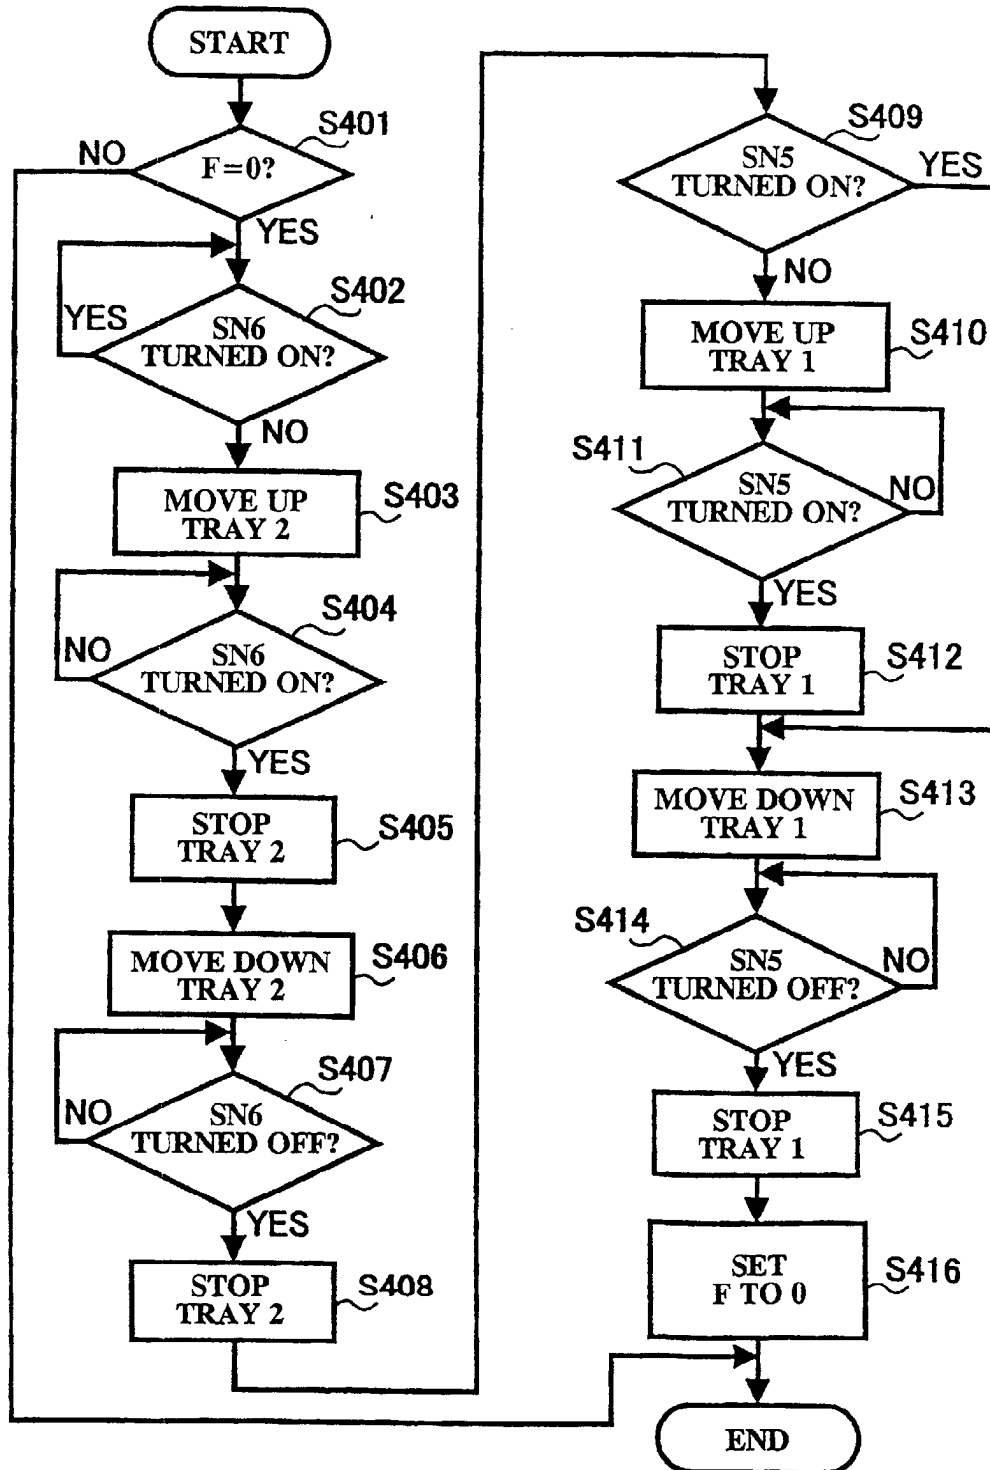 START
S401
NO
F=0?
YES
S402
YES
SN6
TURNED ON?
NO
S403
MOVE UP
TRAY 2
S404
NO
SN6
TURNED ON?
YES
S405
STOP
TRAY 2
S406
MOVE DOWN
TRAY 2
S407
NO
SN6
TURNED OFF?
YES
S408
STOP
TRAY 2
S409
SN5
TURNED ON?
YES
NO
S410
MOVE UP
TRAY 1
S411
SN5
TURNED ON?
NO
YES
S412
STOP
TRAY 1
S413
MOVE DOWN
TRAY 1
S414
SN5
TURNED OFF?
NO
YES
S415
STOP
TRAY 1
S416
SET
F TO 0
END